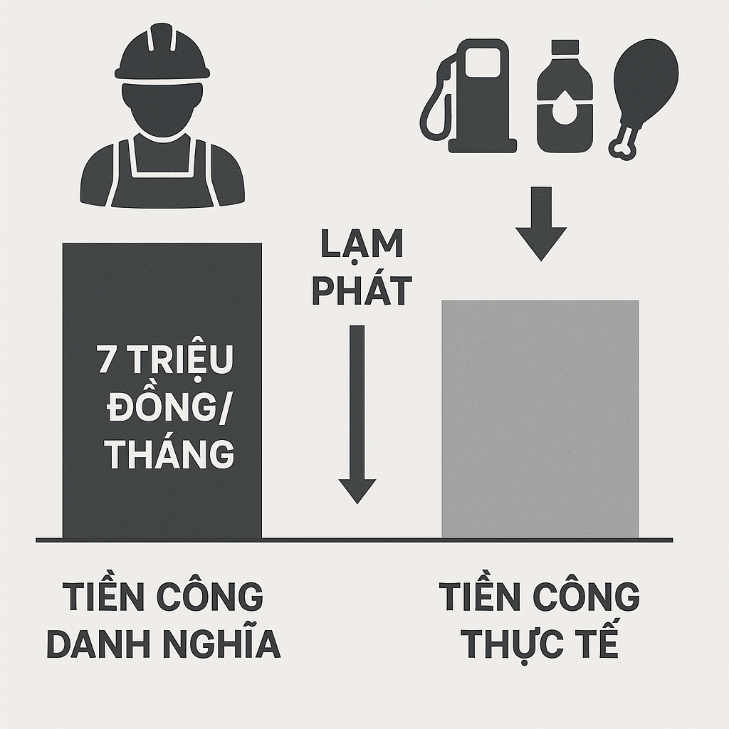 LẠM
PHÁT
7 TRIỆU
ĐỒNG/
THÁNG
TIỀN CÔNG
DANH NGHĨA
TIỀN CÔNG
THỰC TẾ